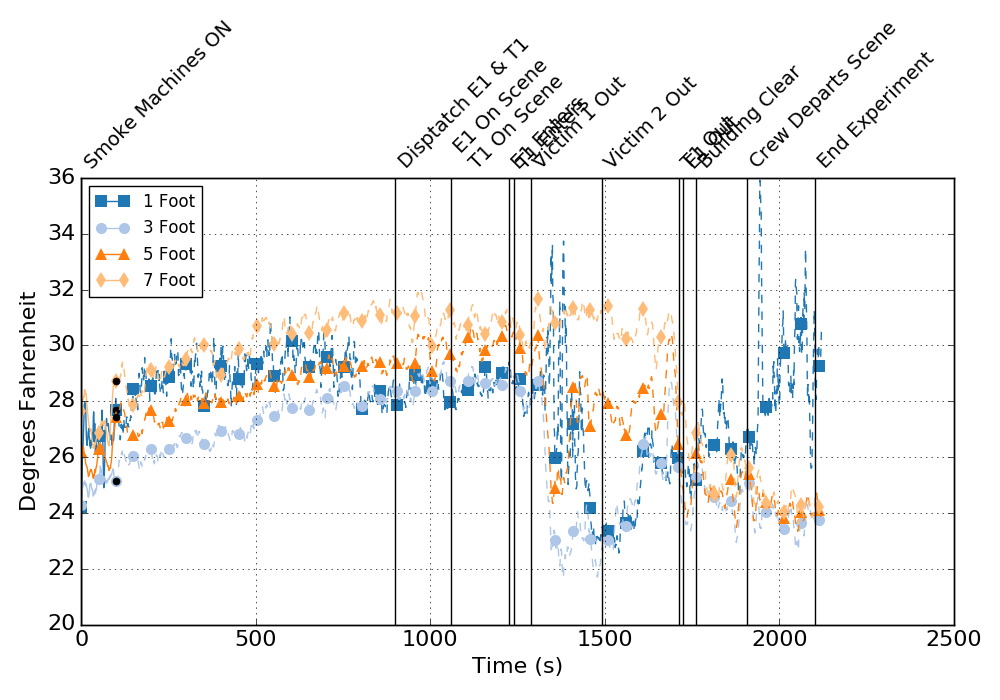 Smoke Machines ON
Disptatch E1 & T1
E1 On Scene
T1 On Scene
E1 Enters
T1 Enters
Victim 1 Out
Victim 2 Out
T1 Out
E1 Out
Building Clear
Crew Departs Scene
End Experiment
36
34
32
30
28
26
24
22
20
Degrees Fahrenheit
1 Foot
3 Foot
5 Foot
7 Foot
0 500 1000 1500 2000 2500
Time (s)